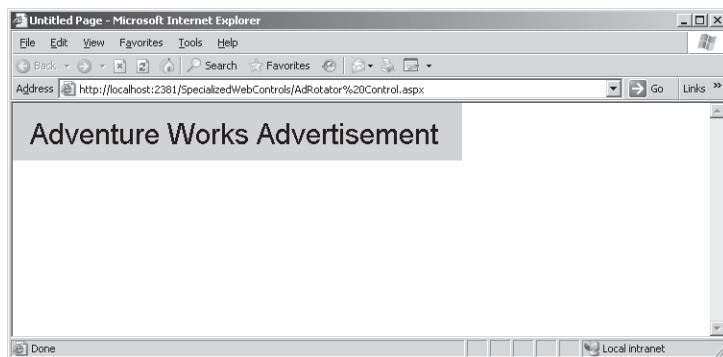 Untitled Page - Microsoft Internet Explorer
File Edit View Favorites Tools Help
Back Search Favorites
Address http://localhost:2381/SpecializedWebControls/AdRotator%20Control.aspx Go Links »
Adventure Works Advertisement
Done Local intranet